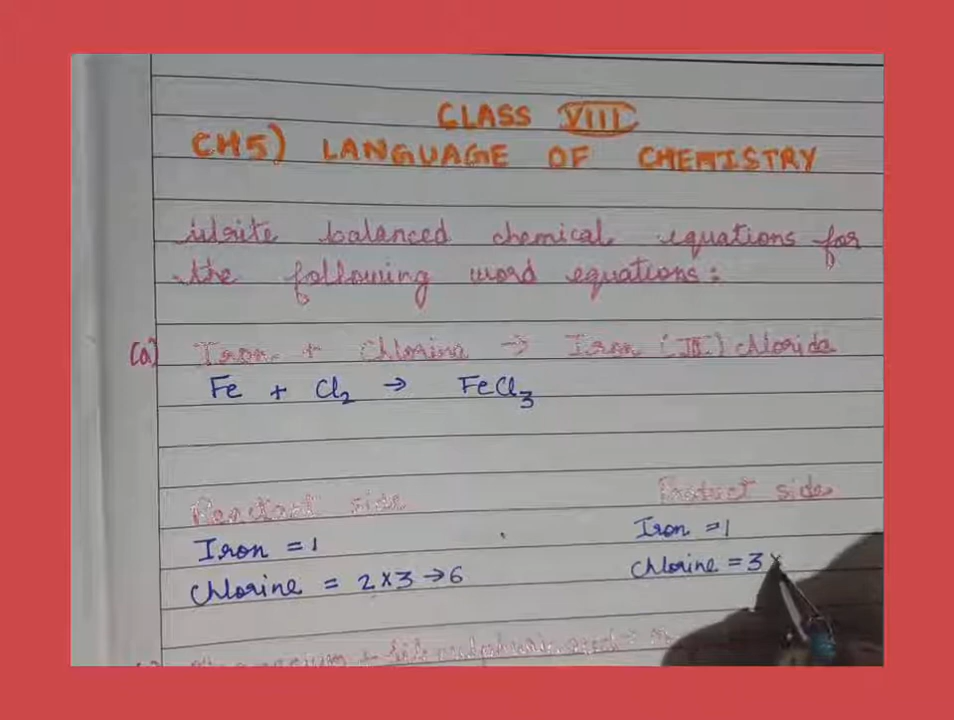 CLASS VIII
CH5) LANGUAGE OF CHEMISTRY
Write balanced chemical equations for
the following word equations:
(a) Iron + Chlorine → Iron (III) chloride
Fe + Cl₂ → FeCl₃
Reactant side Product side
Iron = 1 Iron = 1
Chlorine = 2×3→6 Chlorine = 3×